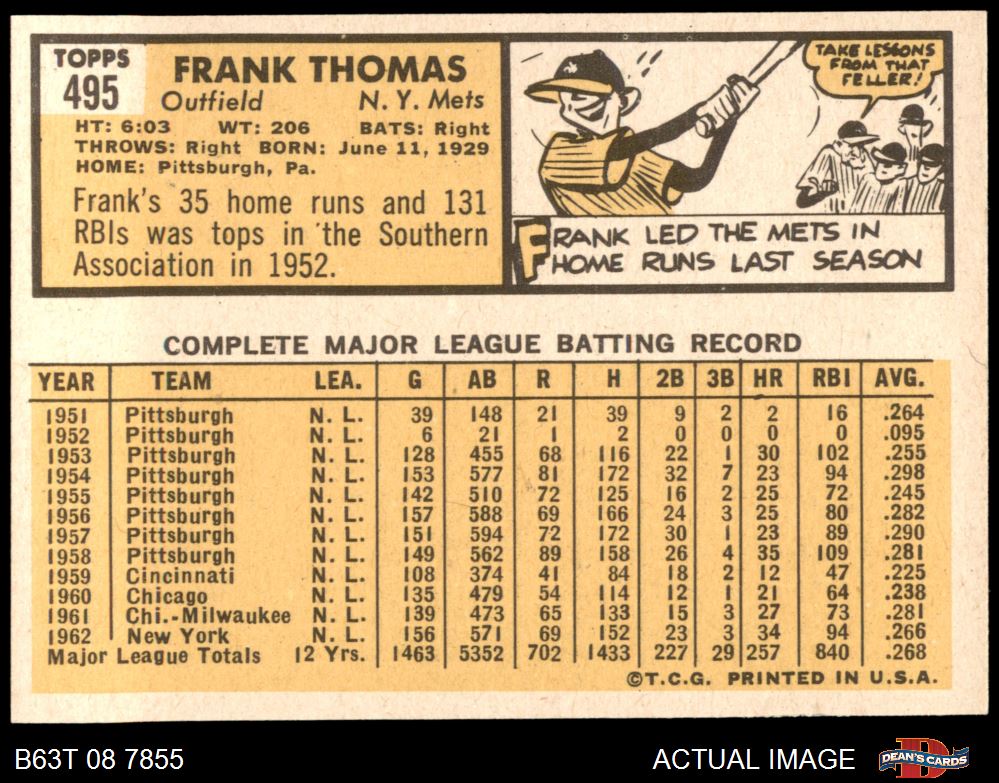 TOPPS
495
FRANK THOMAS
Outfield N. Y. Mets
HT: 6:03 WT: 206 BATS: Right
THROWS: Right BORN: June 11, 1929
HOME: Pittsburgh, Pa.
Frank's 35 home runs and 131
RBIs was tops in the Southern
Association in 1952.
TAKE LESSONS
FROM THAT
FELLER!
FRANK LED THE METS IN
HOME RUNS LAST SEASON
COMPLETE MAJOR LEAGUE BATTING RECORD
YEAR TEAM LEA. G AB R H 2B 3B HR RBI AVG.
1951 Pittsburgh N. L. 39 148 21 39 9 2 2 16 .264
1952 Pittsburgh N. L. 6 21 1 2 0 0 0 0 .095
1953 Pittsburgh N. L. 128 455 68 116 22 1 30 102 .255
1954 Pittsburgh N. L. 153 577 81 172 32 7 23 94 .298
1955 Pittsburgh N. L. 142 510 72 125 16 2 25 72 .245
1956 Pittsburgh N. L. 157 588 69 166 24 3 25 80 .282
1957 Pittsburgh N. L. 151 594 72 172 30 1 23 89 .290
1958 Pittsburgh N. L. 149 562 89 158 26 4 35 109 .281
1959 Cincinnati N. L. 108 374 41 84 18 2 12 47 .225
1960 Chicago N. L. 135 479 54 114 12 1 21 64 .238
1961 Chi.-Milwaukee N. L. 139 473 65 133 15 3 27 73 .281
1962 New York N. L. 156 571 69 152 23 3 34 94 .266
Major League Totals 12 Yrs. 1463 5352 702 1433 227 29 257 840 .268
©T.C.G. PRINTED IN U.S.A.
B63T 08 7855 ACTUAL IMAGE D DEAN'S CARDS